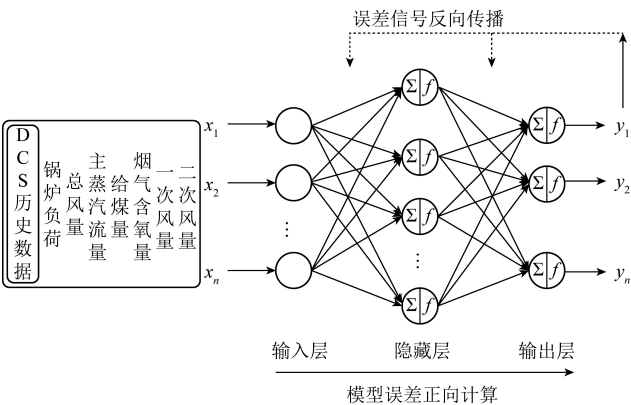 误差信号反向传播
DCS历史数据
锅炉负荷
总风量
主蒸汽流量
给煤量
烟气含氧量
一次风量
二次风量
x1
x2
⋮
xn
Σ f
Σ f
Σ f
⋮
Σ f
Σ f
Σ f
⋮
Σ f
y1
y2
yn
输入层
隐藏层
输出层
模型误差正向计算